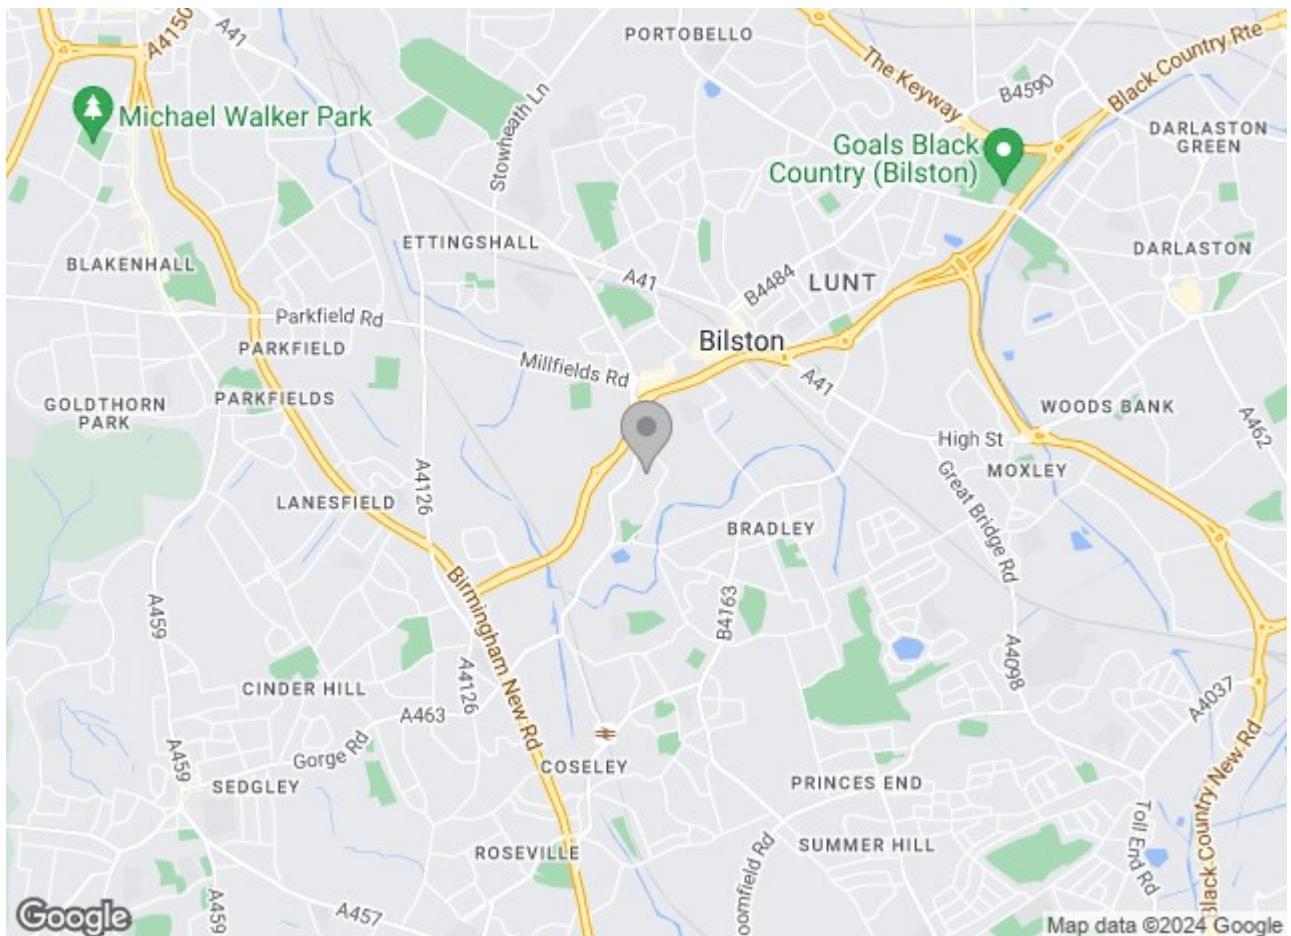 A4150
A41
PORTOBELLO
The Keyway
B4590
Black Country Rte
Michael Walker Park
Stowheath Ln
Goals Black
Country (Bilston)
DARLASTON
GREEN
ETTINGSHALL
A41
B4484
LUNT
DARLASTON
BLAKENHALL
Parkfield Rd
PARKFIELD
Millfields Rd
Bilston
A41
PARKFIELDS
GOLDTHORN
PARK
WOODS BANK
A462
High St
MOXLEY
A4126
LANESFIELD
Great Bridge Rd
BRADLEY
Birmingham New Rd
A459
B4163
A4098
A4126
CINDER HILL
A463
A4037
Gorge Rd
A459
SEDGLEY
COSELEY
PRINCES END
Black Country New Rd
Toll End Rd
ROSEVILLE
SUMMER HILL
oomfield Rd
A459
A457
Google
Map data ©2024 Google